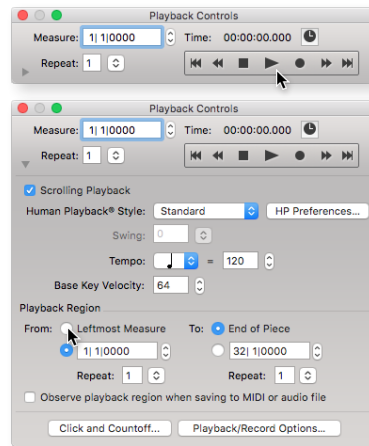 Playback Controls
Measure: 1| 1|0000 Time: 00:00:00.000
Repeat: 1
Playback Controls
Measure: 1| 1|0000 Time: 00:00:00.000
Repeat: 1
Scrolling Playback
Human Playback® Style: Standard HP Preferences...
Swing: 0
Tempo: = 120
Base Key Velocity: 64
Playback Region
From: Leftmost Measure To: End of Piece
1| 1|0000 32| 1|0000
Repeat: 1 Repeat: 1
Observe playback region when saving to MIDI or audio file
Click and Countoff... Playback/Record Options...